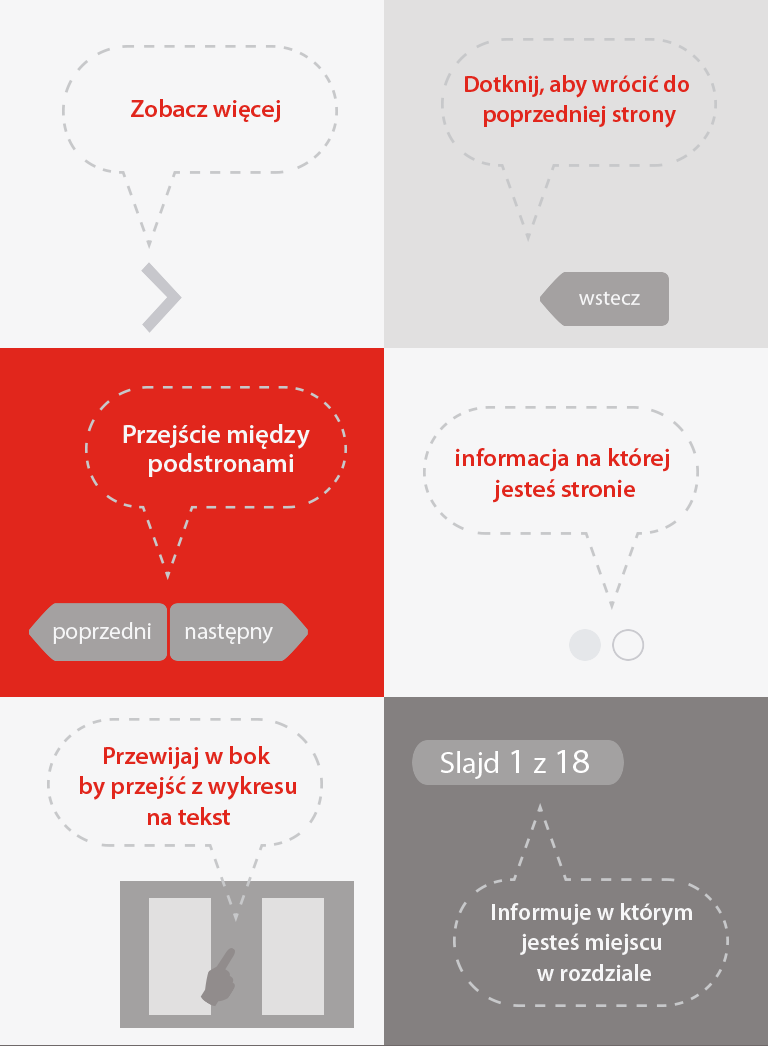 Zobacz więcej
Dotknij, aby wrócić do
poprzedniej strony
wstecz
Przejście między
podstronami
poprzedni
następny
informacja na której
jesteś stronie
Przewijaj w bok
by przejść z wykresu
na tekst
Slajd 1 z 18
Informuje w którym
jesteś miejscu
w rozdziale